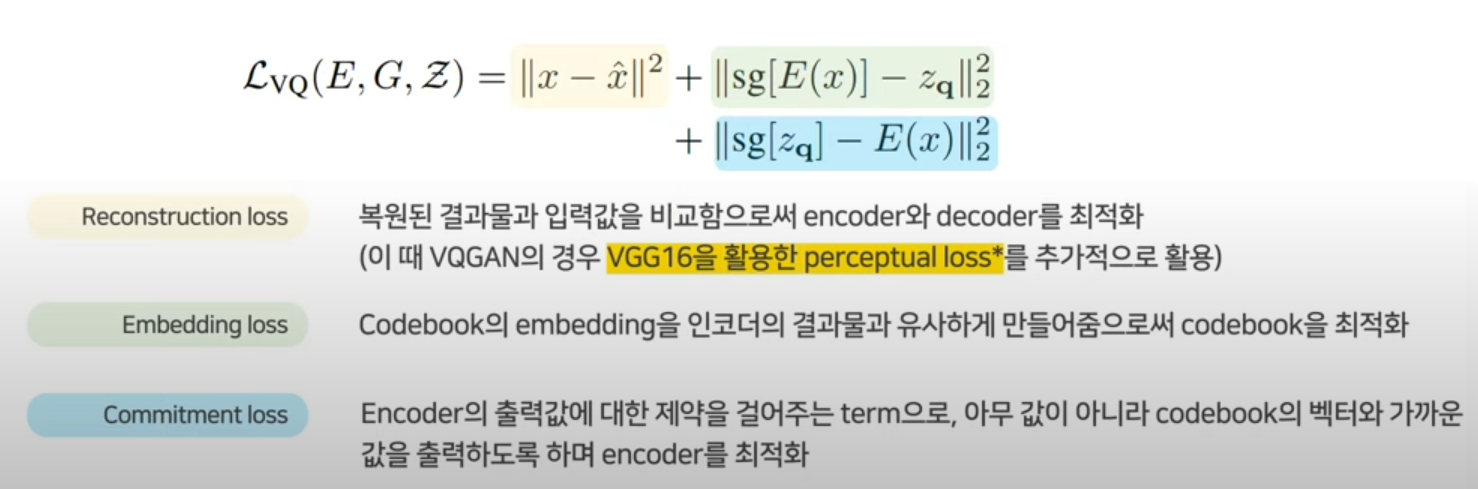 ℒ_VQ(E, G, 𝒵) = ‖x − x̂‖² + ‖sg[E(x)] − z_𝐪‖₂²
+ ‖sg[z_𝐪] − E(x)‖₂²
Reconstruction loss 복원된 결과물과 입력값을 비교함으로써 encoder와 decoder를 최적화
(이 때 VQGAN의 경우 VGG16을 활용한 perceptual loss*를 추가적으로 활용)
Embedding loss Codebook의 embedding을 인코더의 결과물과 유사하게 만들어줌으로써 codebook을 최적화
Commitment loss Encoder의 출력값에 대한 제약을 걸어주는 term으로, 아무 값이 아니라 codebook의 벡터와 가까운
값을 출력하도록 하며 encoder를 최적화